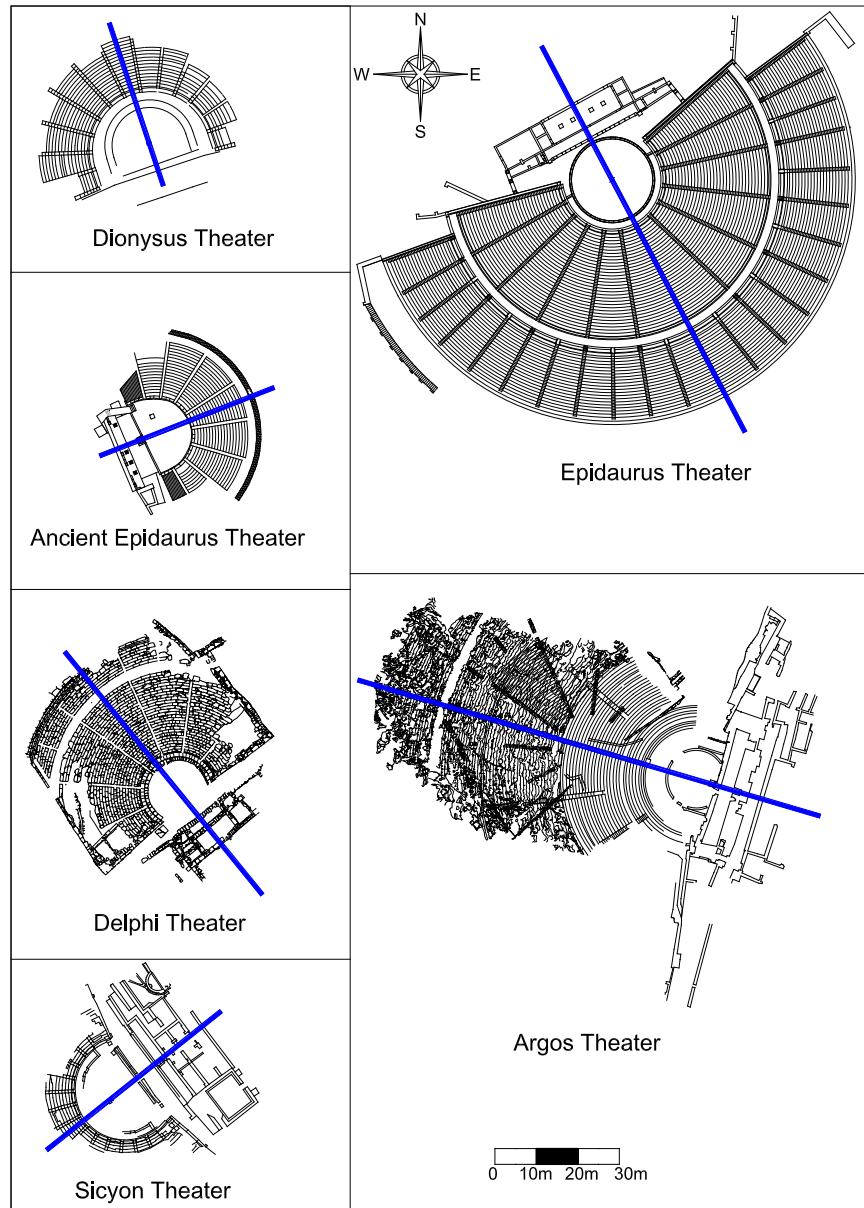 Dionysus Theater
Ancient Epidaurus Theater
Delphi Theater
Sicyon Theater
N
W E
S
Epidaurus Theater
Argos Theater
0 10m 20m 30m